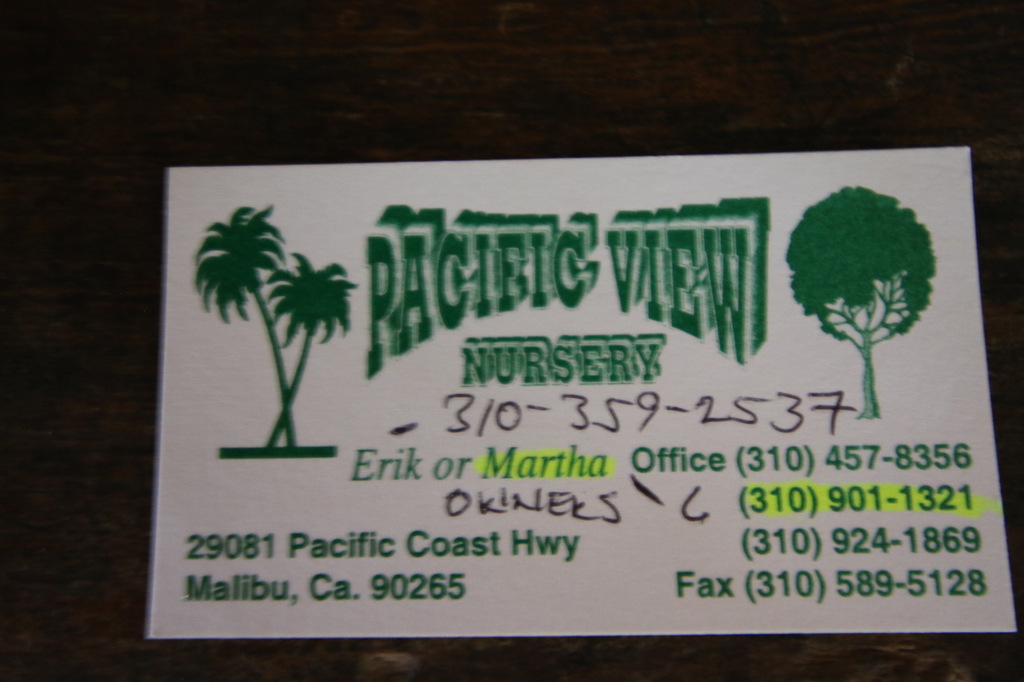 PACIFIC VIEW
NURSERY
- 310-359-2537
Erik or Martha Office (310) 457-8356
OWNERS (310) 901-1321
29081 Pacific Coast Hwy (310) 924-1869
Malibu, Ca. 90265 Fax (310) 589-5128